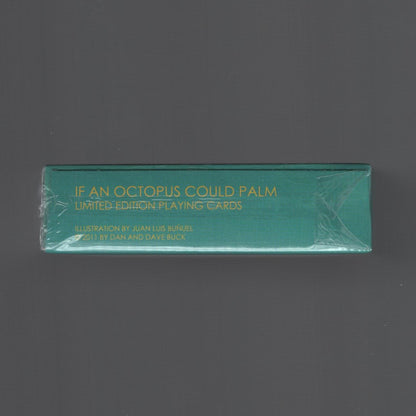 IF AN OCTOPUS COULD PALM
LIMITED EDITION PLAYING CARDS
ILLUSTRATION BY JUAN LUIS BUNUEL
© 2011 BY DAN AND DAVE BUCK